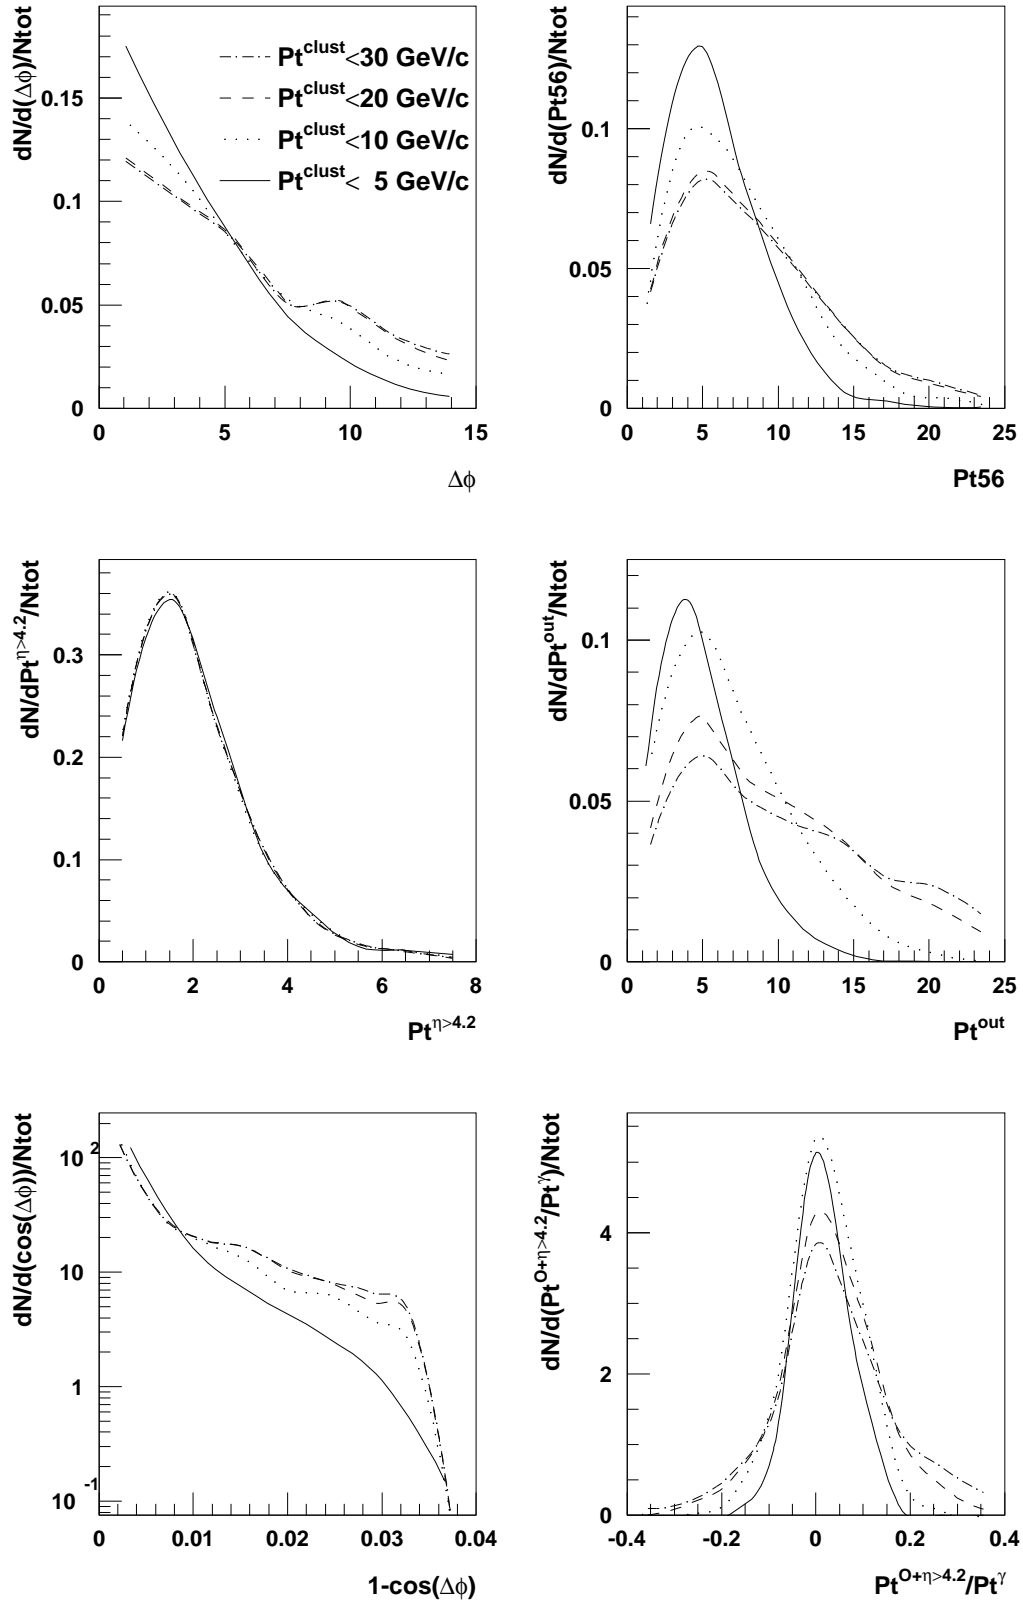 dN/d(Δϕ)/Ntot
0.15
0.1
0.05
0
0 5 10 15
Δϕ
Pt^clust<30 GeV/c
Pt^clust<20 GeV/c
Pt^clust<10 GeV/c
Pt^clust< 5 GeV/c
dN/d(Pt56)/Ntot
0.1
0.05
0
0 5 10 15 20 25
Pt56
dN/dPt^η>4.2/Ntot
0.3
0.2
0.1
0
0 2 4 6 8
Pt^η>4.2
dN/dPt^out/Ntot
0.1
0.05
0
0 5 10 15 20 25
Pt^out
dN/d(cos(Δϕ))/Ntot
10^2
10
1
10^-1
0 0.01 0.02 0.03 0.04
1-cos(Δϕ)
dN/d(Pt^O+η>4.2/Pt^γ)/Ntot
4
2
0
-0.4 -0.2 0 0.2 0.4
Pt^O+η>4.2/Pt^γ